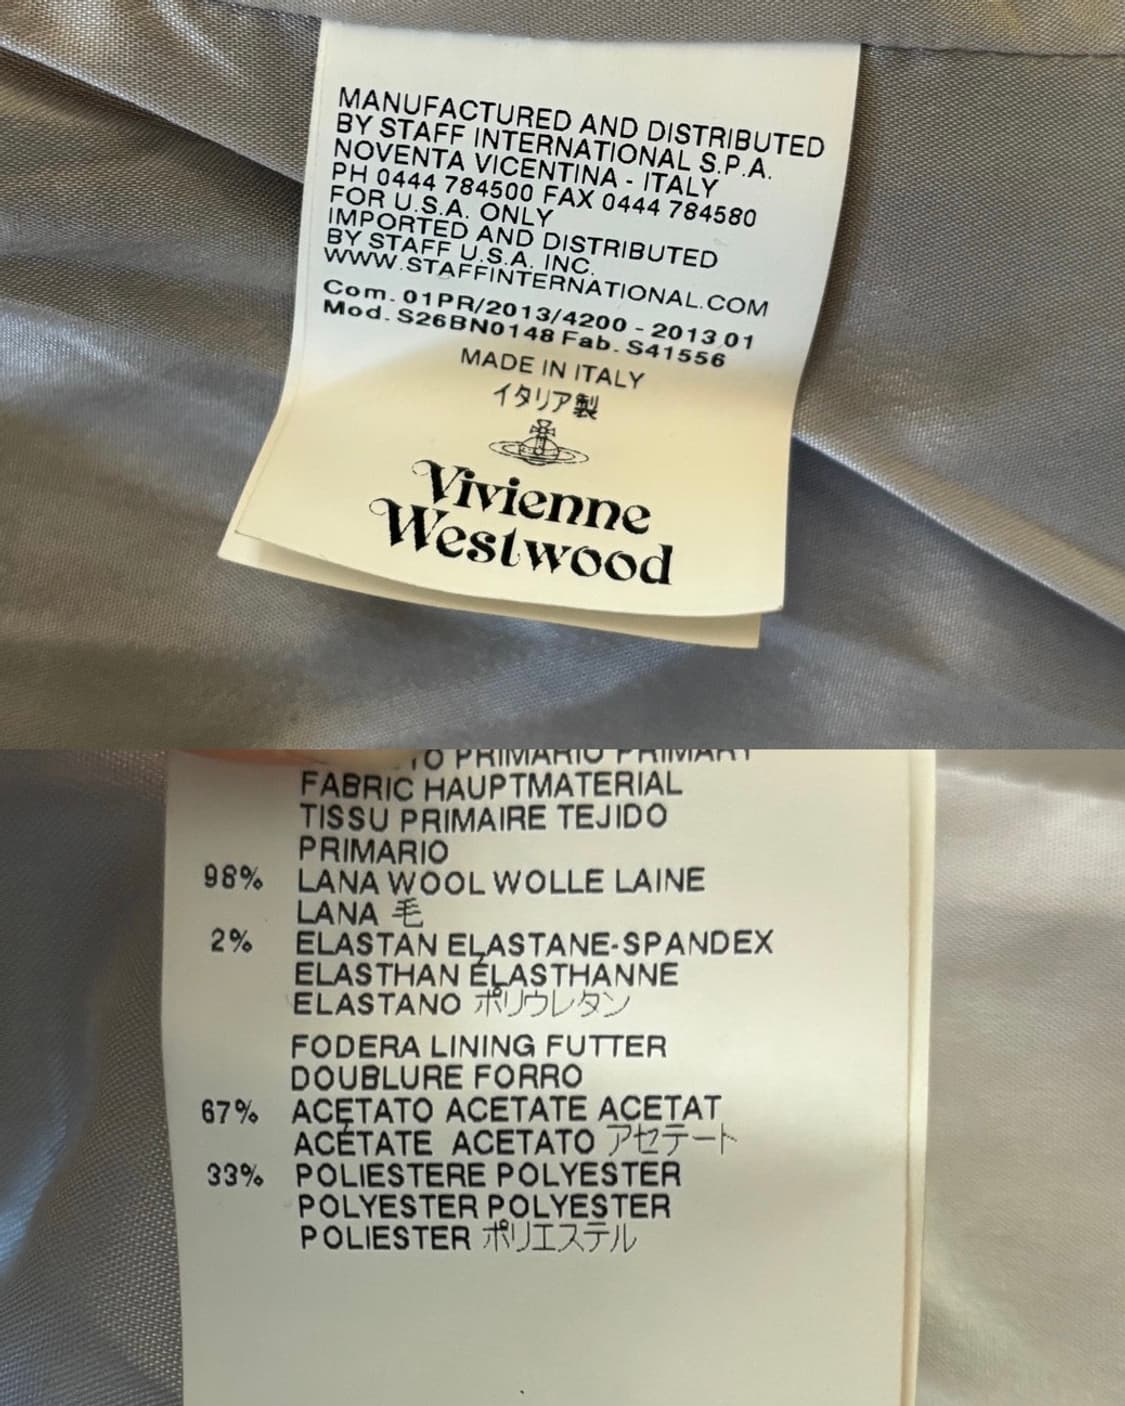 MANUFACTURED AND DISTRIBUTED
BY STAFF INTERNATIONAL S.P.A.
NOVENTA VICENTINA - ITALY
PH 0444 784500 FAX 0444 784580
FOR U.S.A. ONLY
IMPORTED AND DISTRIBUTED
BY STAFF U.S.A. INC.
WWW.STAFFINTERNATIONAL.COM
Com. 01PR/2013/4200 - 2013 01
Mod. S26BN0148 Fab. S41556
MADE IN ITALY
イタリア製
Vivienne
Westwood
PRIMARIO PRIMARY
FABRIC HAUPTMATERIAL
TISSU PRIMAIRE TEJIDO
PRIMARIO
98% LANA WOOL WOLLE LAINE
LANA 毛
2% ELASTAN ELASTANE-SPANDEX
ELASTHAN ÉLASTHANNE
ELASTANO ポリウレタン
FODERA LINING FUTTER
DOUBLURE FORRO
67% ACETATO ACETATE ACETAT
ACÉTATE ACETATO アセテート
33% POLIESTERE POLYESTER
POLYESTER POLYESTER
POLIESTER ポリエステル